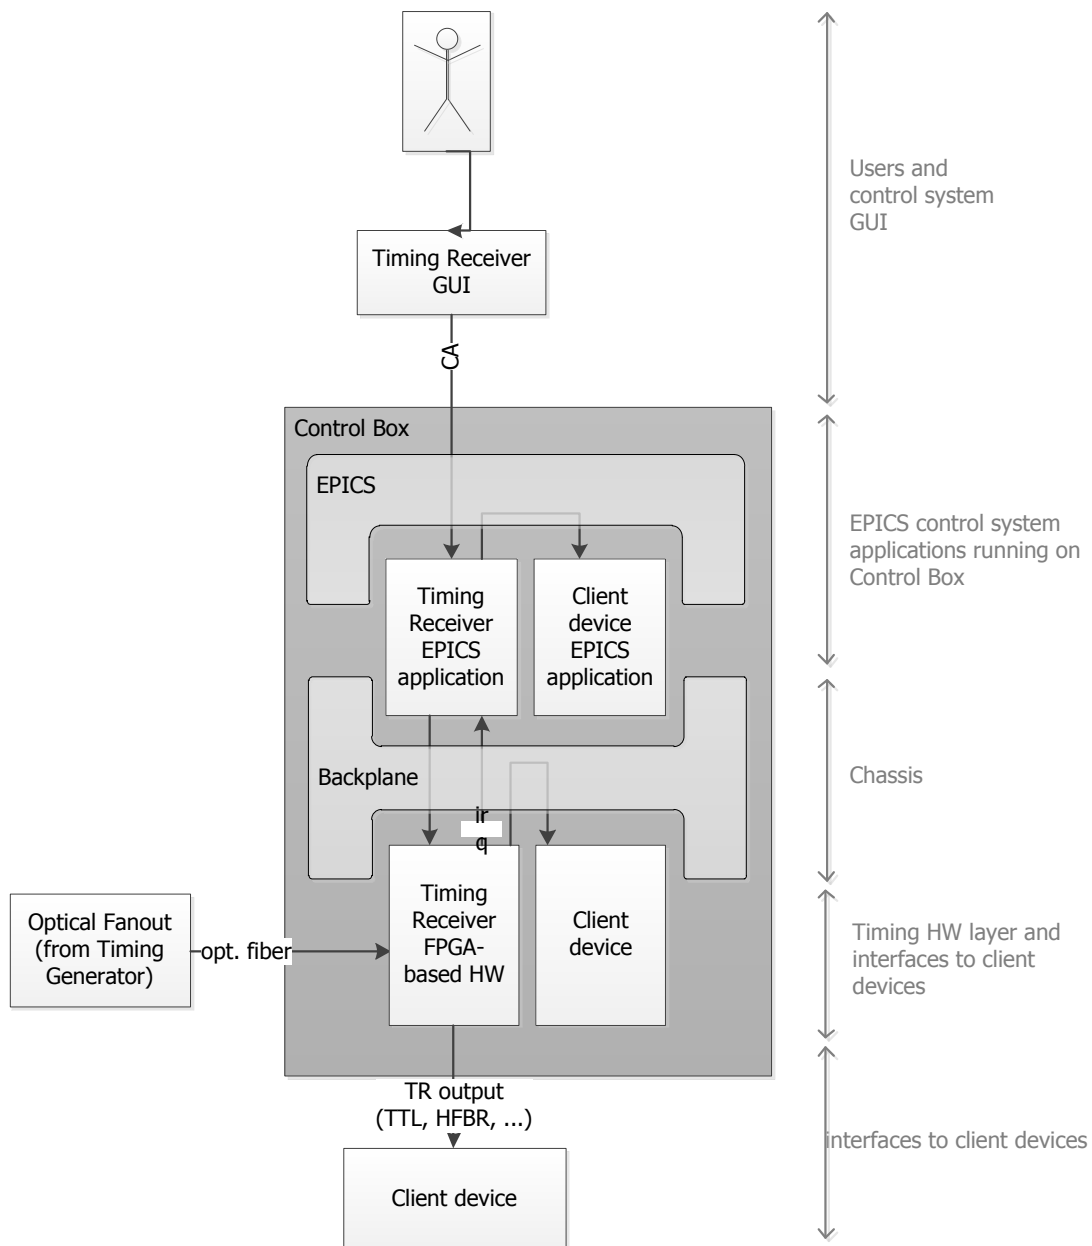 Users and
control system
GUI
Timing Receiver
GUI
CA
Control Box
EPICS
EPICS control system
applications running on
Control Box
Timing
Receiver
EPICS
application
Client
device
EPICS
application
Backplane
Chassis
ir
q
Optical Fanout
(from Timing
Generator)
opt. fiber
Timing
Receiver
FPGA-
based HW
Client
device
Timing HW layer and
interfaces to client
devices
TR output
(TTL, HFBR, ...)
interfaces to client devices
Client device